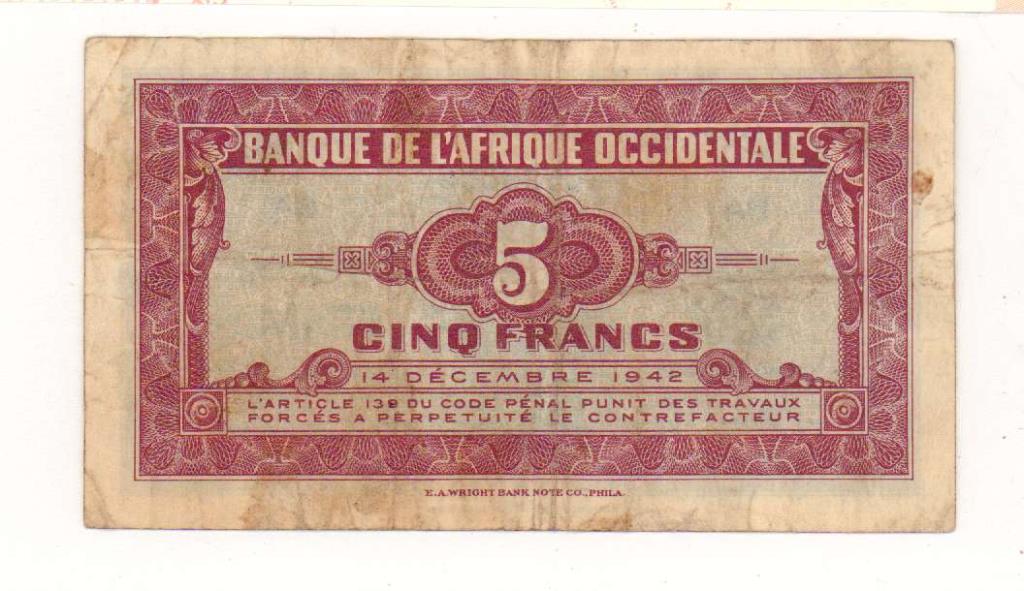 BANQUE DE L'AFRIQUE OCCIDENTALE
5
CINQ FRANCS
14 DÉCEMBRE 1942
L'ARTICLE 139 DU CODE PÉNAL PUNIT DES TRAVAUX
FORCÉS A PERPETUITÉ LE CONTREFACTEUR
E.A.WRIGHT BANK NOTE CO., PHILA.